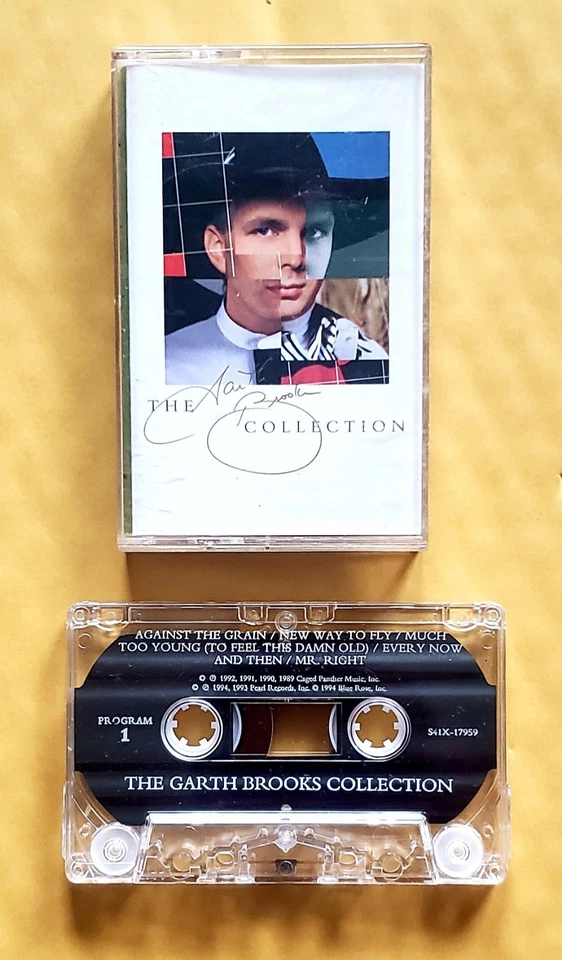 THE Garth Brooks
COLLECTION
AGAINST THE GRAIN / NEW WAY TO FLY / MUCH
TOO YOUNG (TO FEEL THIS DAMN OLD) / EVERY NOW
AND THEN / MR. RIGHT
© ℗ 1992, 1991, 1990, 1989 Caged Panther Music, Inc.
© ℗ 1994, 1993 Pearl Records, Inc. © 1994 Blue Rose, Inc.
PROGRAM
1
S41X-17959
THE GARTH BROOKS COLLECTION